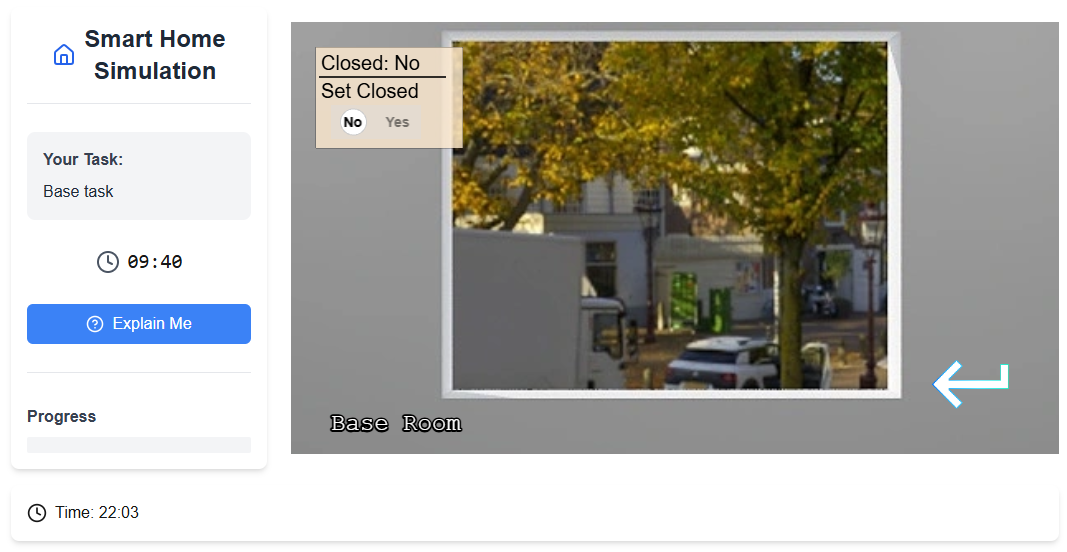 Smart Home
Simulation
Your Task:
Base task
09:40
Explain Me
Progress
Closed: No
Set Closed
No Yes
Base Room
Time: 22:03